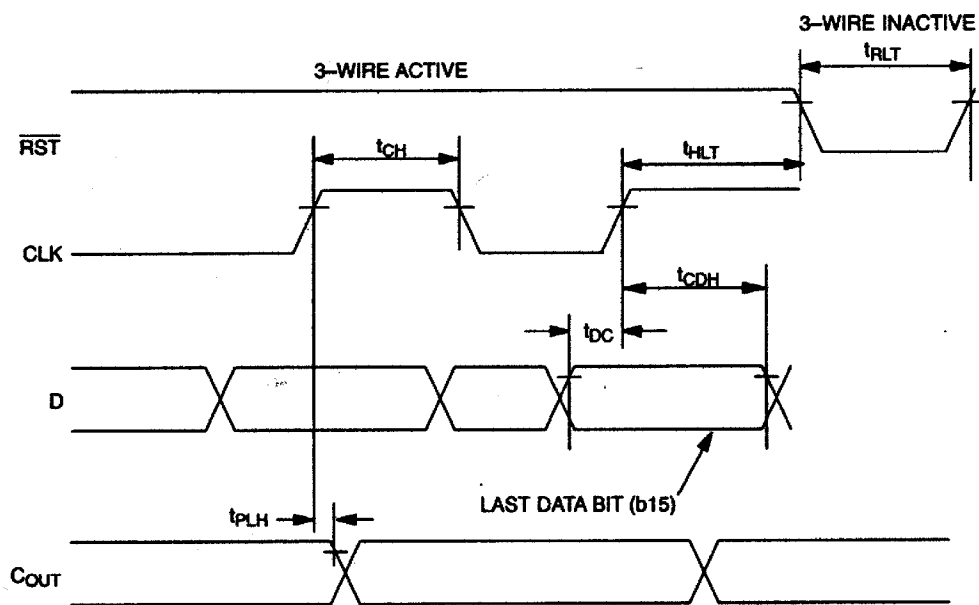 3–WIRE INACTIVE
tRLT
3–WIRE ACTIVE
RST
tCH
tHLT
CLK
tCDH
tDC
D
LAST DATA BIT (b15)
tPLH
COUT